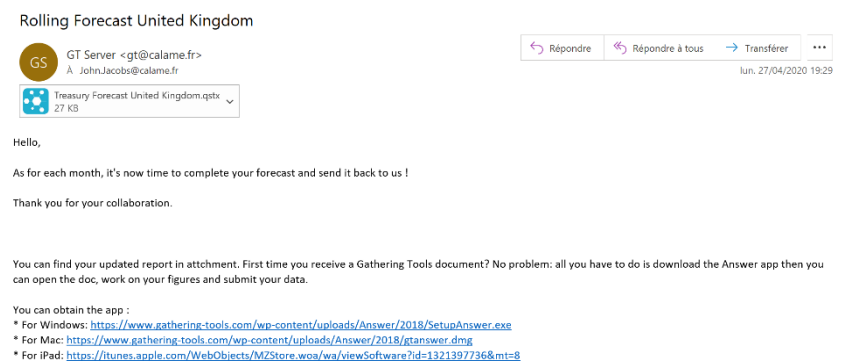 Rolling Forecast United Kingdom
GS
GT Server <gt@calame.fr>
À John.Jacobs@calame.fr
Répondre
Répondre à tous
Transférer
...
lun. 27/04/2020 19:29
Treasury Forecast United Kingdom.qstx
27 KB
Hello,
As for each month, it's now time to complete your forecast and send it back to us !
Thank you for your collaboration.
You can find your updated report in attchment. First time you receive a Gathering Tools document? No problem: all you have to do is download the Answer app then you
can open the doc, work on your figures and submit your data.
You can obtain the app :
* For Windows: https://www.gathering-tools.com/wp-content/uploads/Answer/2018/SetupAnswer.exe
* For Mac: https://www.gathering-tools.com/wp-content/uploads/Answer/2018/gtanswer.dmg
* For iPad: https://itunes.apple.com/WebObjects/MZStore.woa/wa/viewSoftware?id=1321397736&mt=8